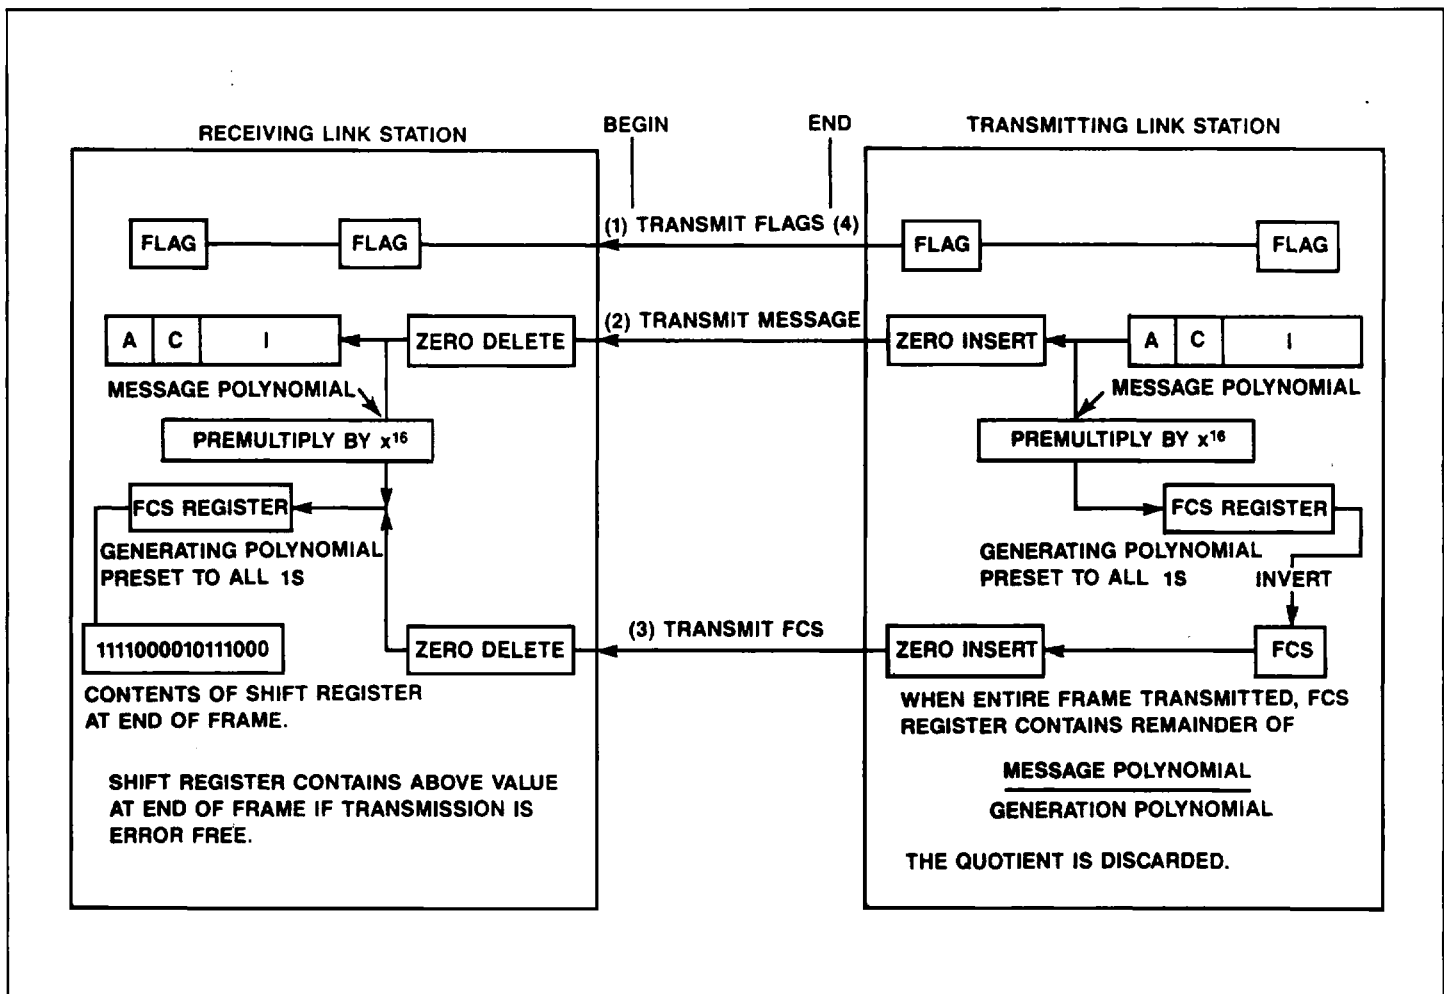 RECEIVING LINK STATION
BEGIN
END
TRANSMITTING LINK STATION
FLAG
FLAG
(1) TRANSMIT FLAGS (4)
FLAG
FLAG
A
C
I
ZERO DELETE
(2) TRANSMIT MESSAGE
ZERO INSERT
A
C
I
MESSAGE POLYNOMIAL
MESSAGE POLYNOMIAL
PREMULTIPLY BY x¹⁶
PREMULTIPLY BY x¹⁶
FCS REGISTER
FCS REGISTER
GENERATING POLYNOMIAL
PRESET TO ALL 1S
GENERATING POLYNOMIAL
PRESET TO ALL 1S
INVERT
1111000010111000
ZERO DELETE
(3) TRANSMIT FCS
ZERO INSERT
FCS
CONTENTS OF SHIFT REGISTER
AT END OF FRAME.
WHEN ENTIRE FRAME TRANSMITTED, FCS
REGISTER CONTAINS REMAINDER OF
SHIFT REGISTER CONTAINS ABOVE VALUE
AT END OF FRAME IF TRANSMISSION IS
ERROR FREE.
MESSAGE POLYNOMIAL
GENERATION POLYNOMIAL
THE QUOTIENT IS DISCARDED.